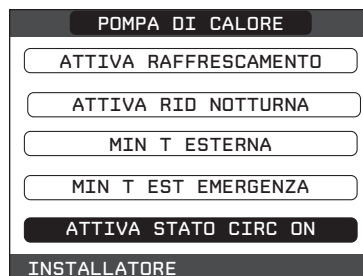 POMPA DI CALORE
ATTIVA RAFFRESCAMENTO
ATTIVA RID NOTTURNA
MIN T ESTERNA
MIN T EST EMERGENZA
ATTIVA STATO CIRC ON
INSTALLATORE